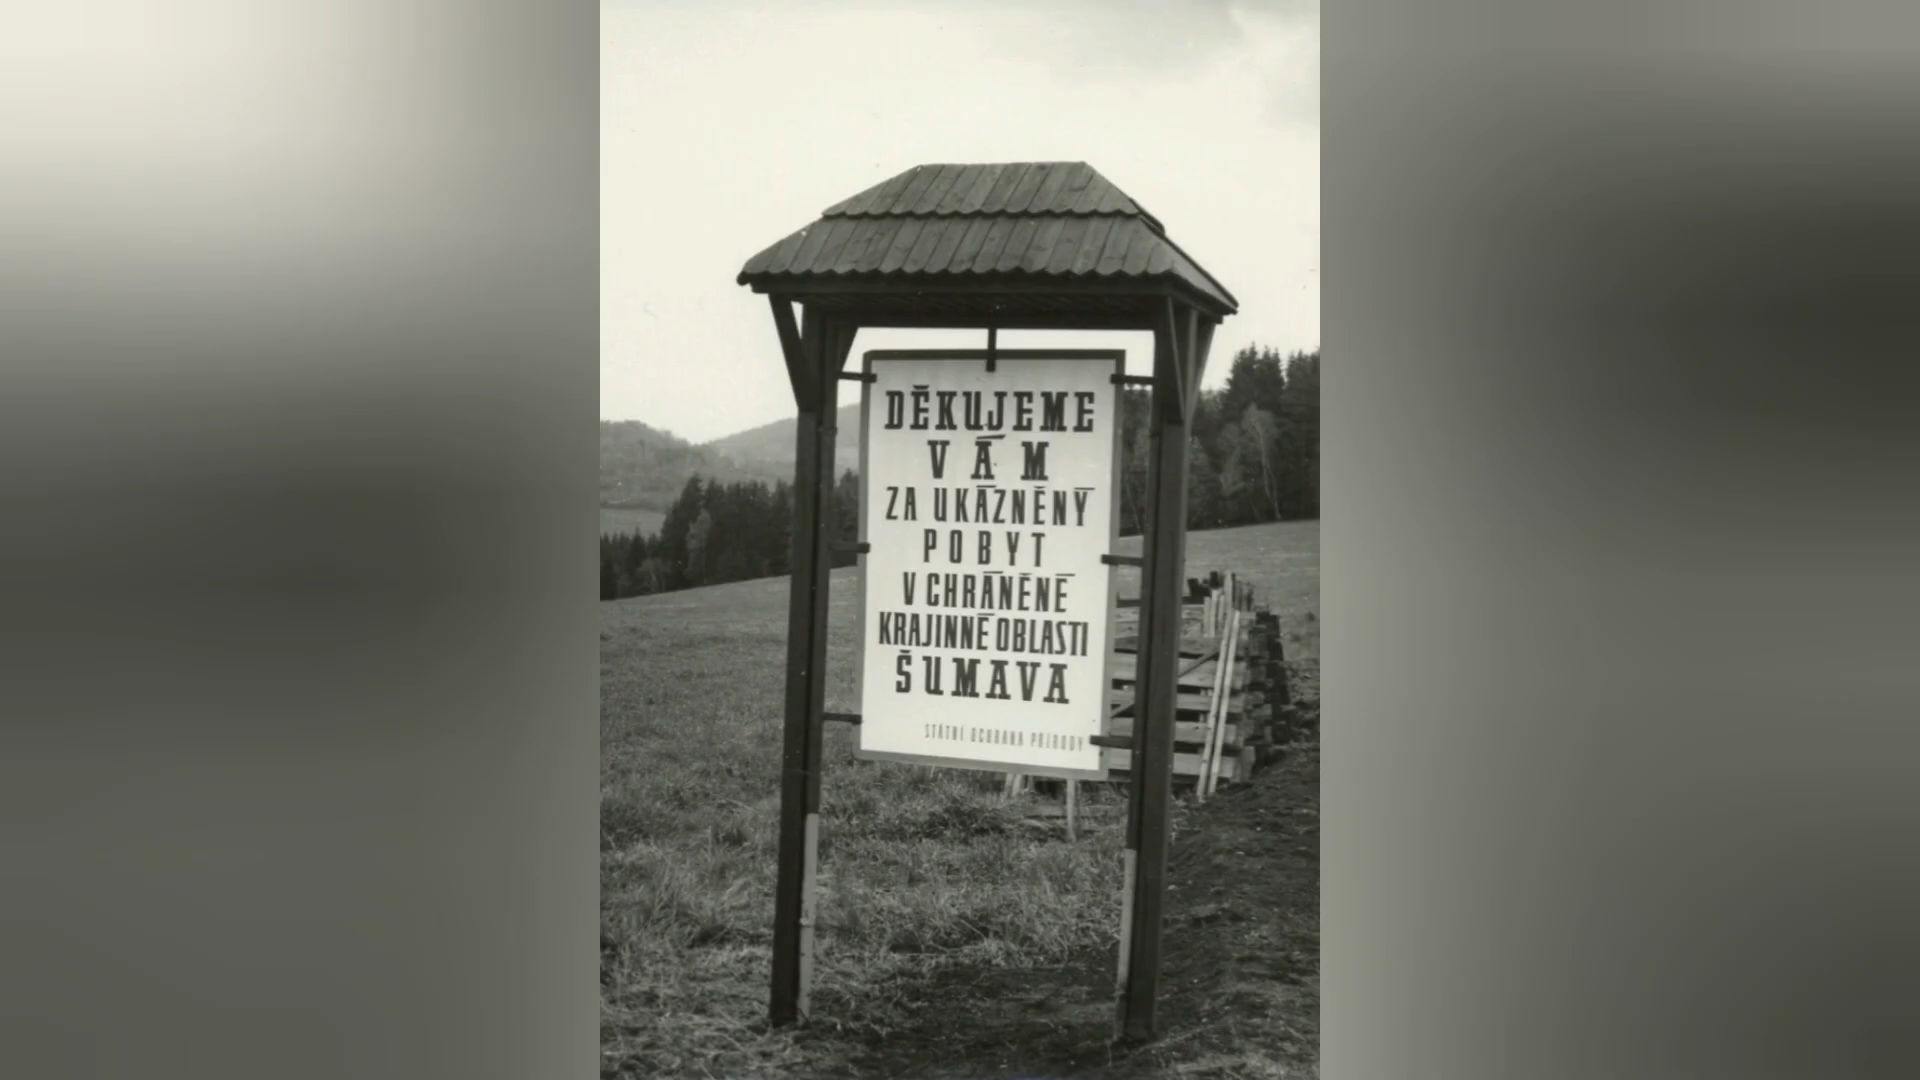 DĚKUJEME
VÁM
ZA UKÁZNĚNÝ
POBYT
V CHRÁNĚNÉ
KRAJINNÉ OBLASTI
ŠUMAVA
STÁTNÍ OCHRANA PŘÍRODY